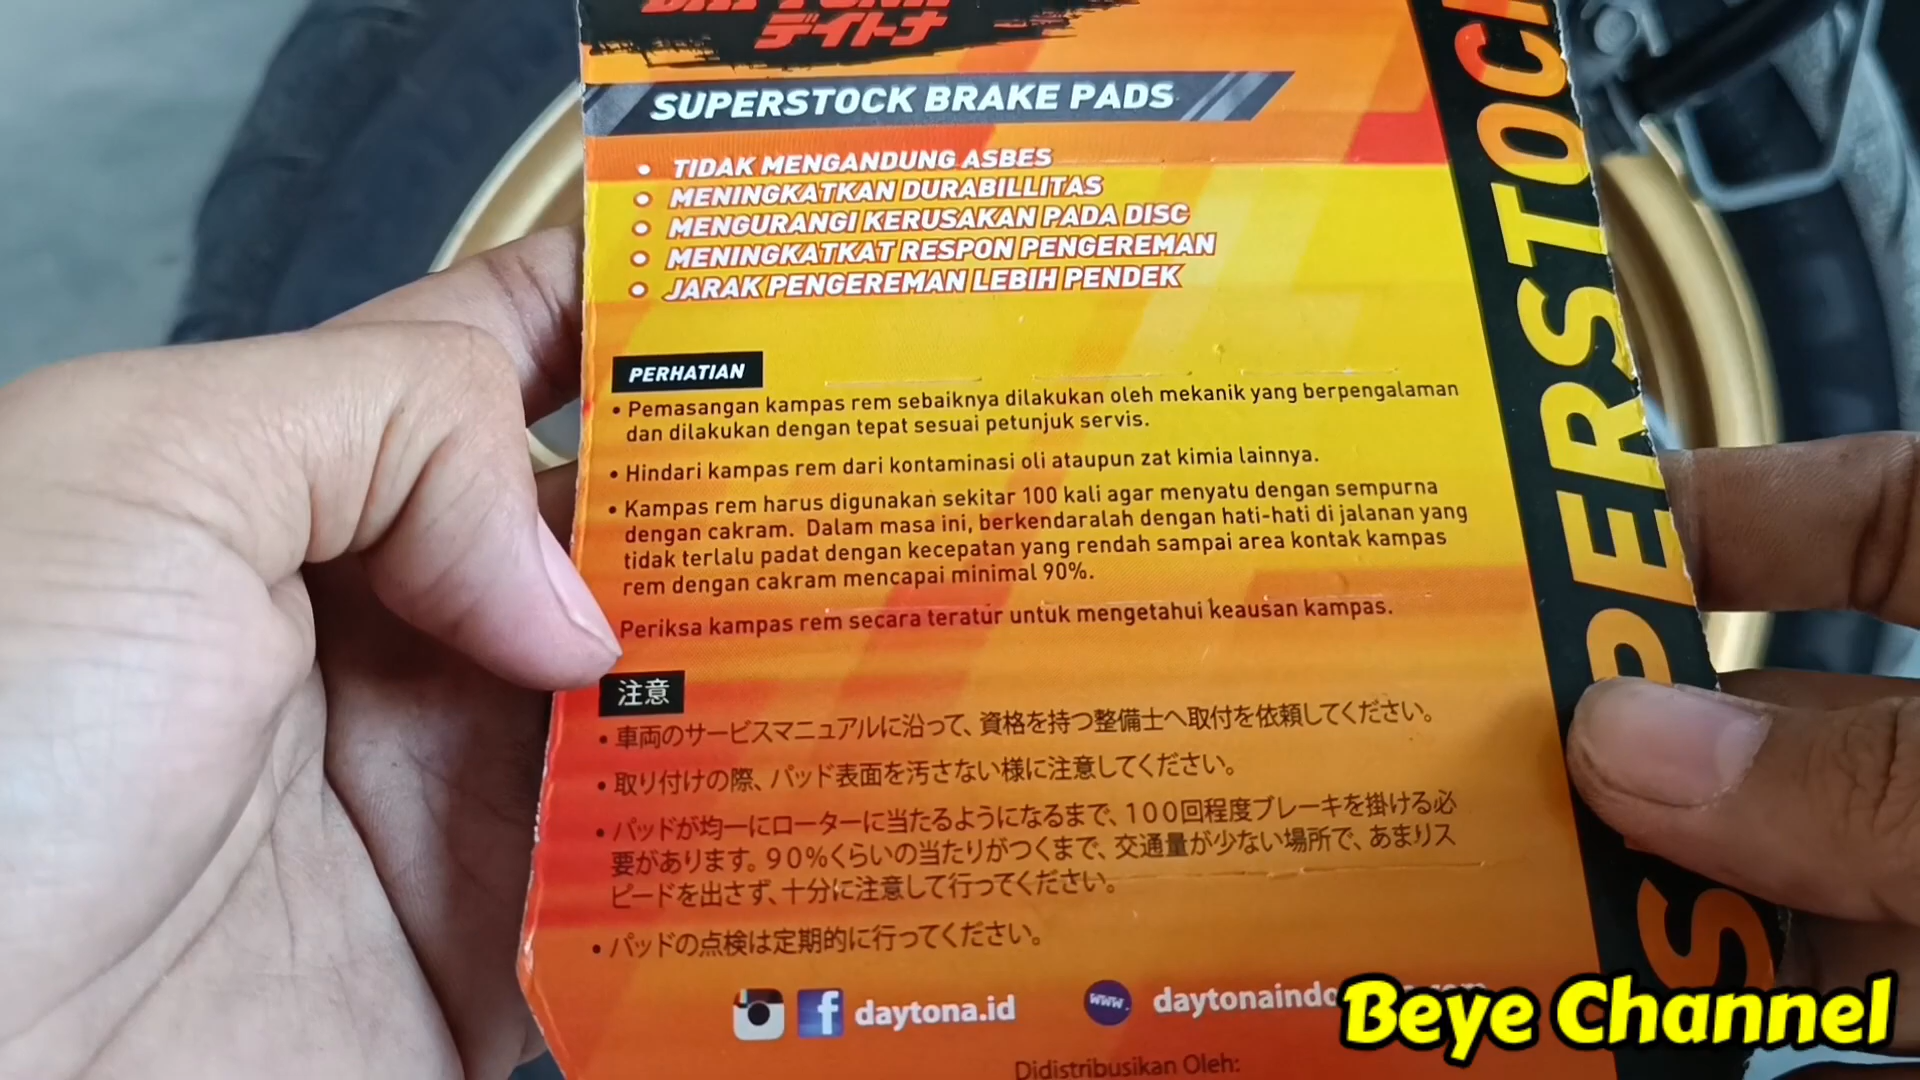 デイトナ
SUPERSTOCK BRAKE PADS
• TIDAK MENGANDUNG ASBES
• MENINGKATKAN DURABILLITAS
• MENGURANGI KERUSAKAN PADA DISC
• MENINGKATKAT RESPON PENGEREMAN
• JARAK PENGEREMAN LEBIH PENDEK
PERHATIAN
• Pemasangan kampas rem sebaiknya dilakukan oleh mekanik yang berpengalaman
dan dilakukan dengan tepat sesuai petunjuk servis.
• Hindari kampas rem dari kontaminasi oli ataupun zat kimia lainnya.
• Kampas rem harus digunakan sekitar 100 kali agar menyatu dengan sempurna
dengan cakram. Dalam masa ini, berkendaralah dengan hati-hati di jalanan yang
tidak terlalu padat dengan kecepatan yang rendah sampai area kontak kampas
rem dengan cakram mencapai minimal 90%.
Periksa kampas rem secara teratur untuk mengetahui keausan kampas.
注意
• 車両のサービスマニュアルに沿って、資格を持つ整備士へ取付を依頼してください。
• 取り付けの際、パッド表面を汚さない様に注意してください。
• パッドが均一にローターに当たるようになるまで、100回程度ブレーキを掛ける必
要があります。90%くらいの当たりがつくまで、交通量が少ない場所で、あまりス
ピードを出さず、十分に注意して行ってください。
• パッドの点検は定期的に行ってください。
daytona.id
www.
Didistribusikan Oleh:
SUPERSTOCK
Beye Channel